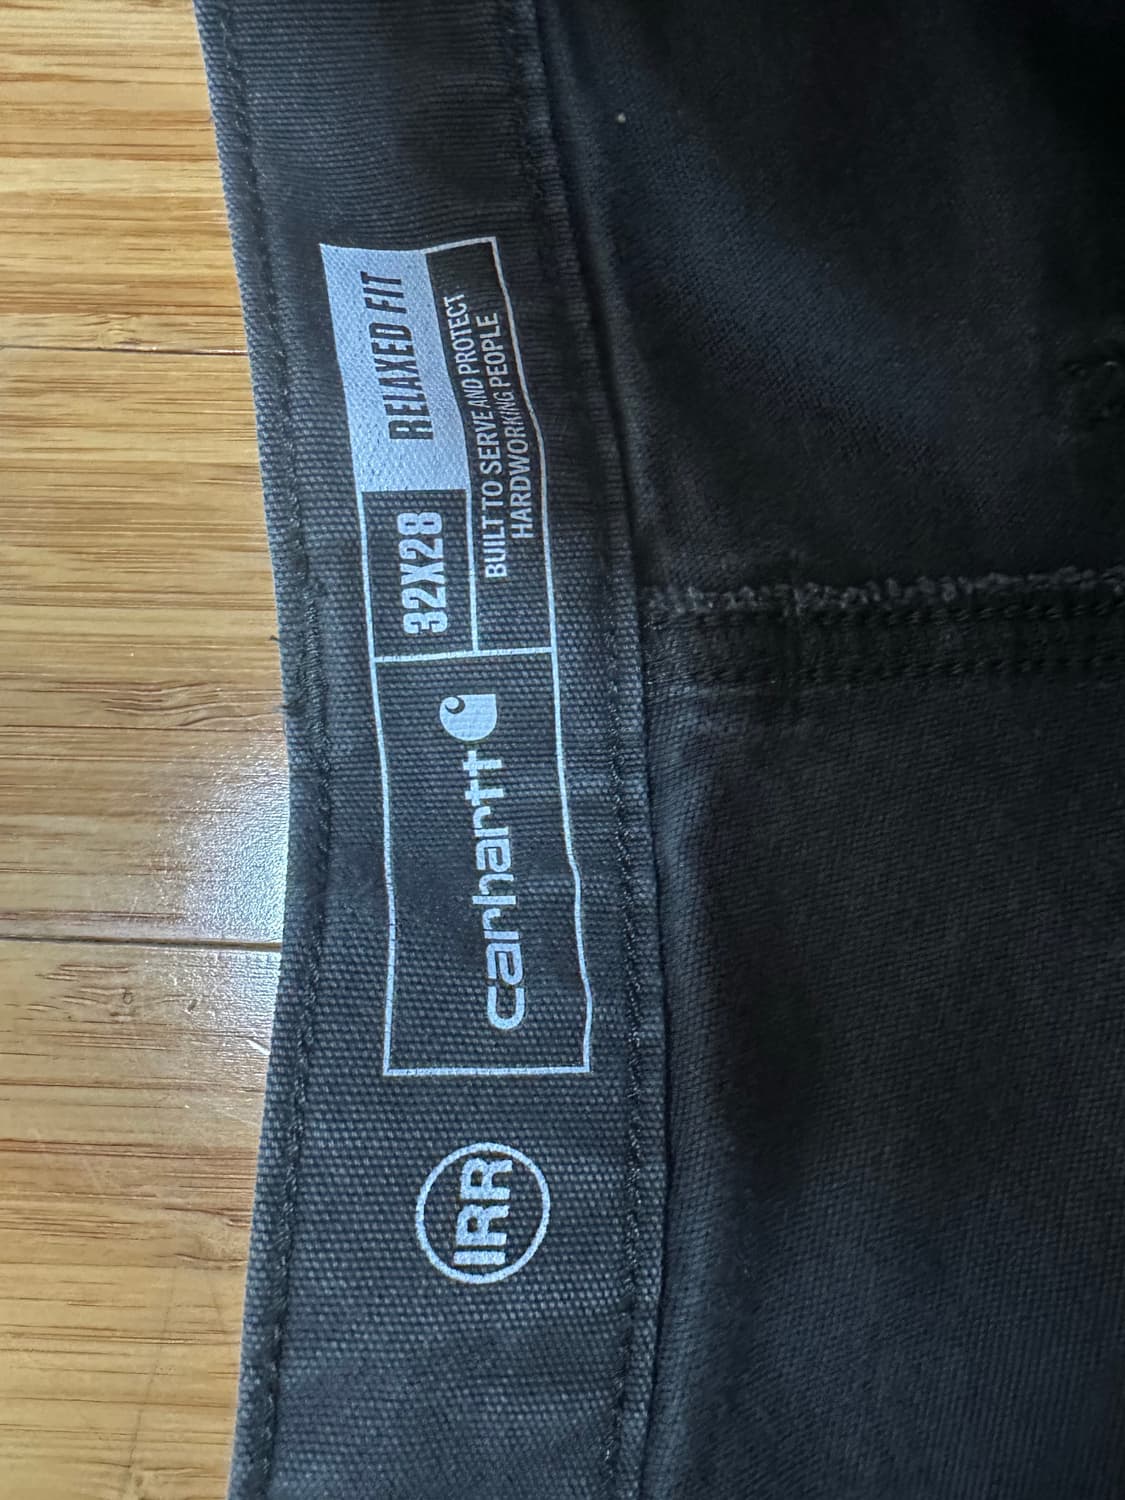 IRR
carhartt
32X28
RELAXED FIT
BUILT TO SERVE AND PROTECT
HARDWORKING PEOPLE